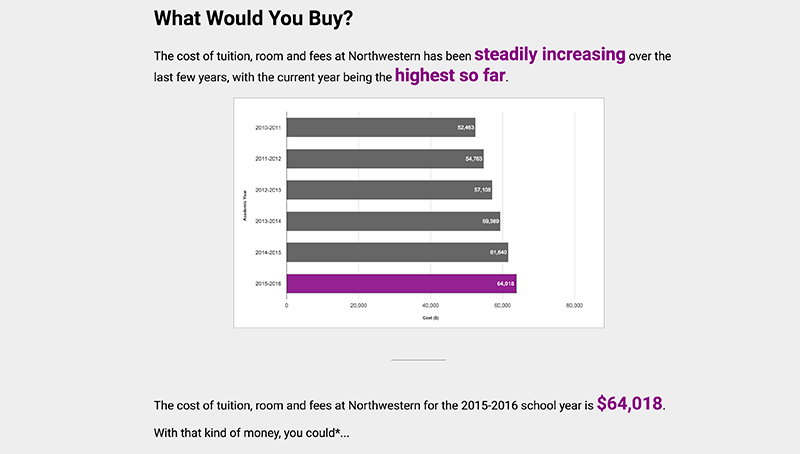 What Would You Buy?
The cost of tuition, room and fees at Northwestern has been steadily increasing over the
last few years, with the current year being the highest so far.
Academic Year
2010-2011
52,463
2011-2012
54,763
2012-2013
57,108
2013-2014
59,389
2014-2015
61,640
2015-2016
64,018
0
20,000
40,000
60,000
80,000
Cost ($)
The cost of tuition, room and fees at Northwestern for the 2015-2016 school year is $64,018.
With that kind of money, you could*...